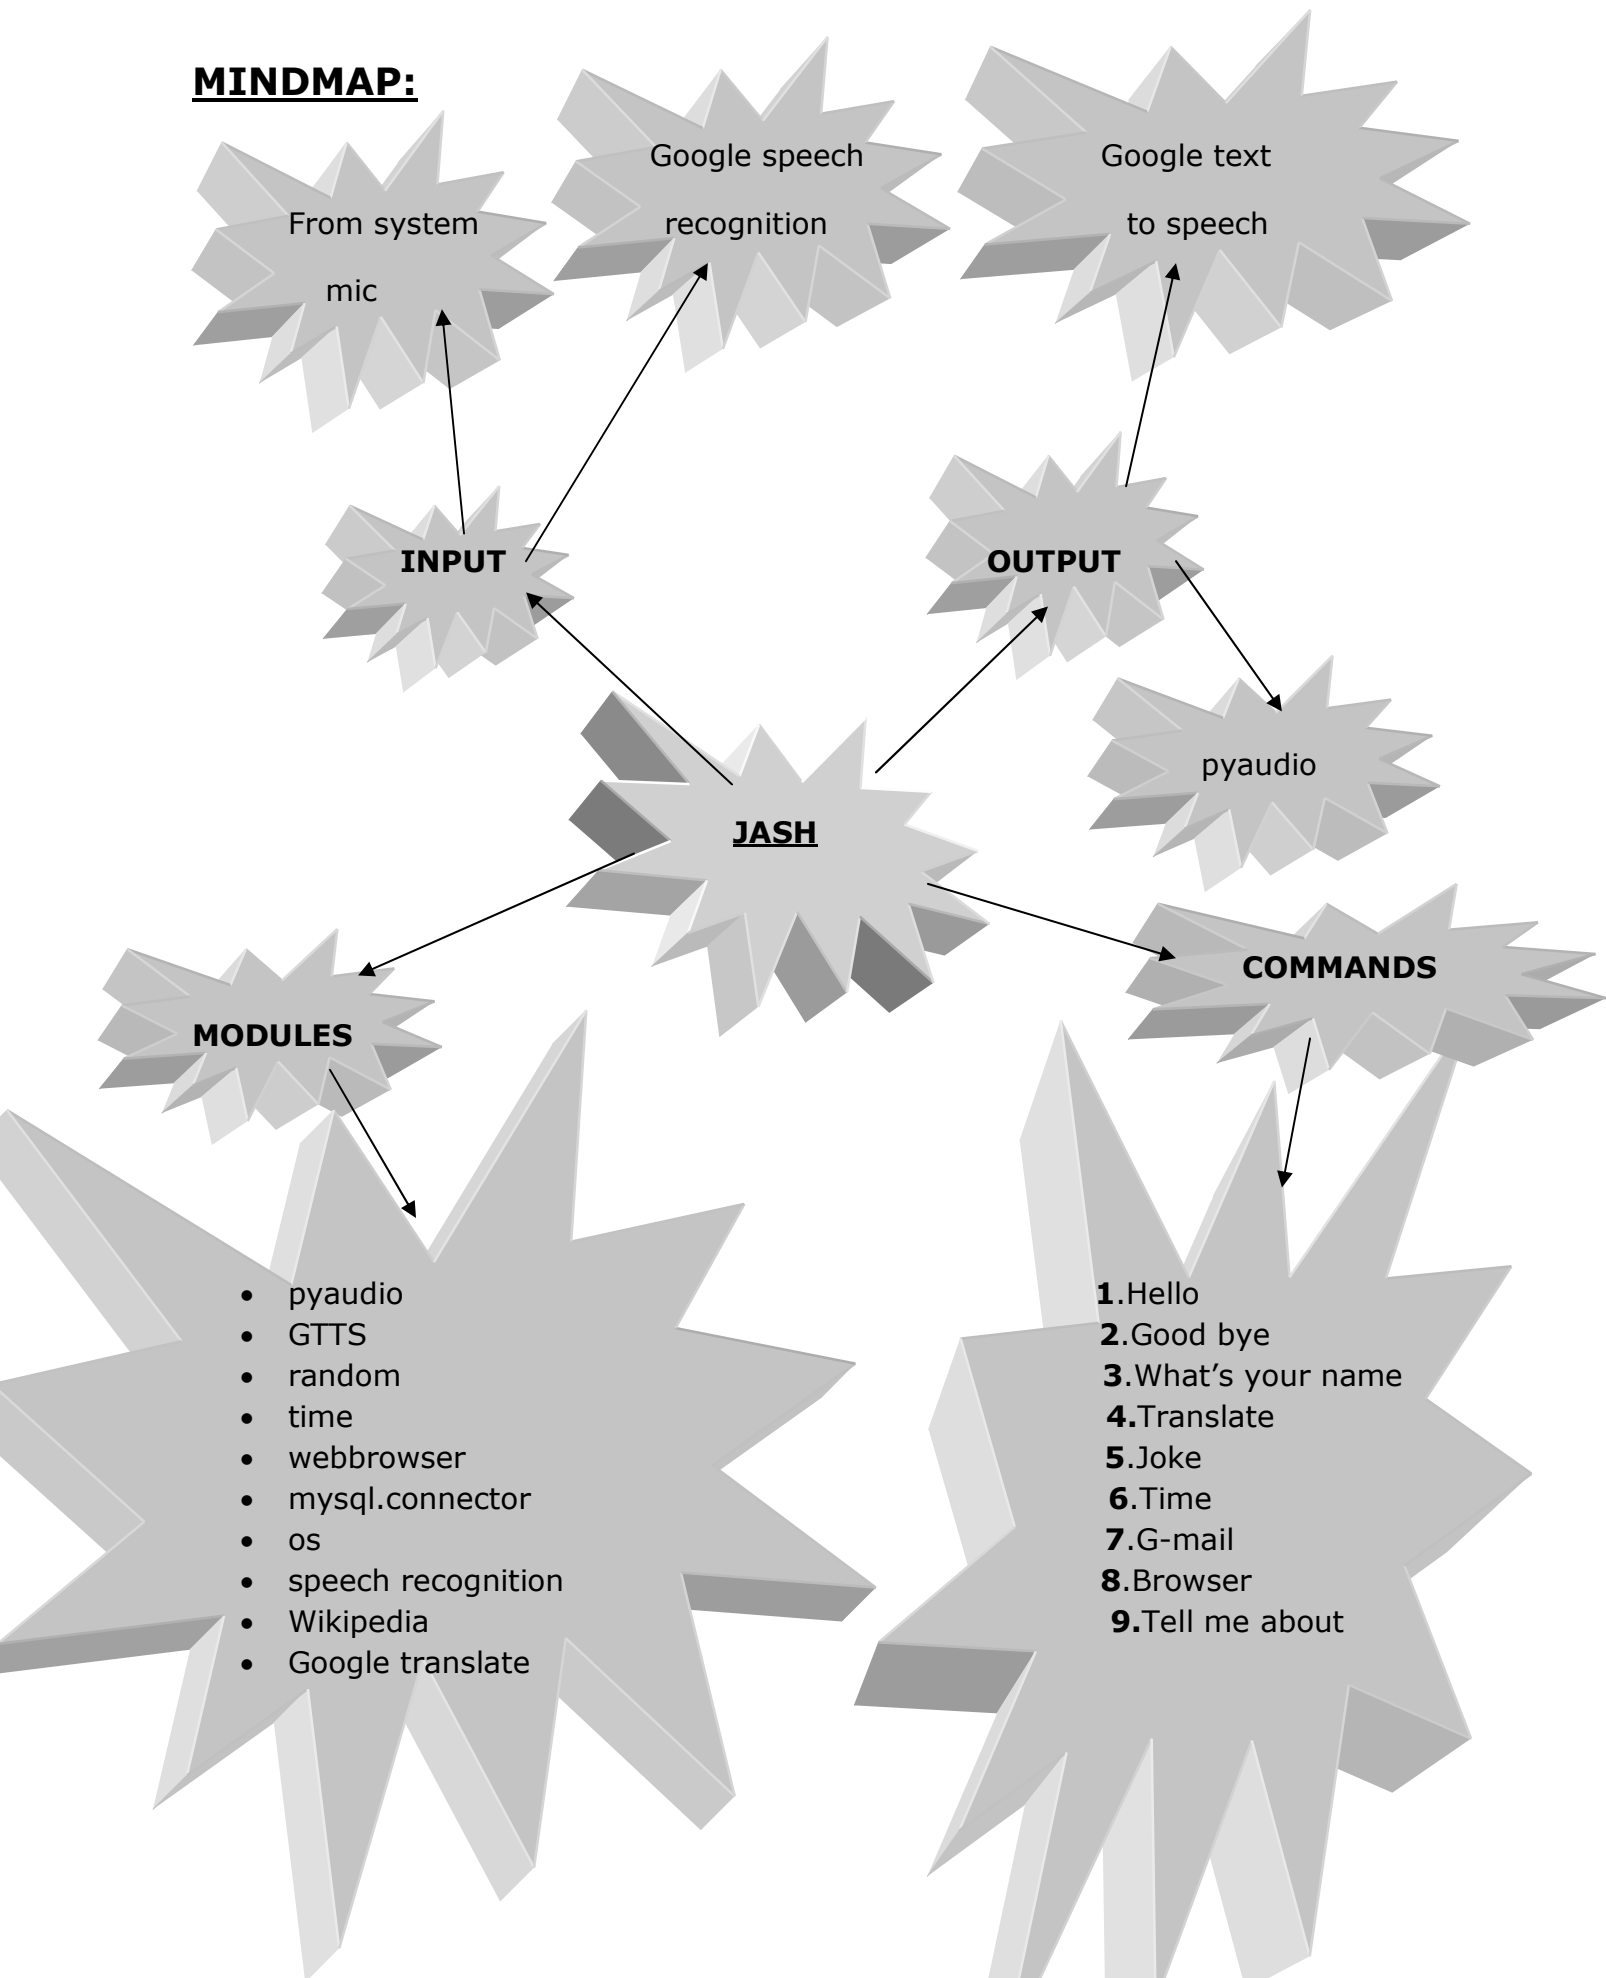 MINDMAP:
Google speech
recognition
Google text
to speech
From system
mic
INPUT
OUTPUT
pyaudio
JASH
COMMANDS
MODULES
• pyaudio
• GTTS
• random
• time
• webbrowser
• mysql.connector
• os
• speech recognition
• Wikipedia
• Google translate
1.Hello
2.Good bye
3.What’s your name
4.Translate
5.Joke
6.Time
7.G-mail
8.Browser
9.Tell me about